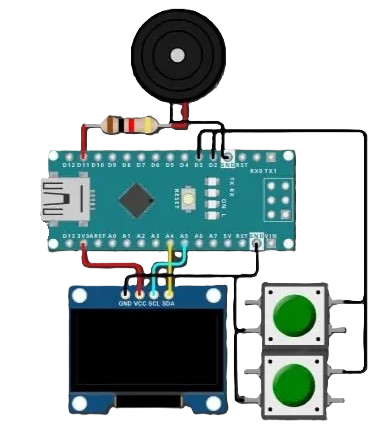 D12 D11 D10 D9 D8 D7 D6 D5 D4 D3 D2 GND RST
RX0 TX1
RESET
TX RX
ON L
D13 3V3 AREF A0 A1 A2 A3 A4 A5 A6 A7 5V RST GND VIN
GND VCC SCL SDA